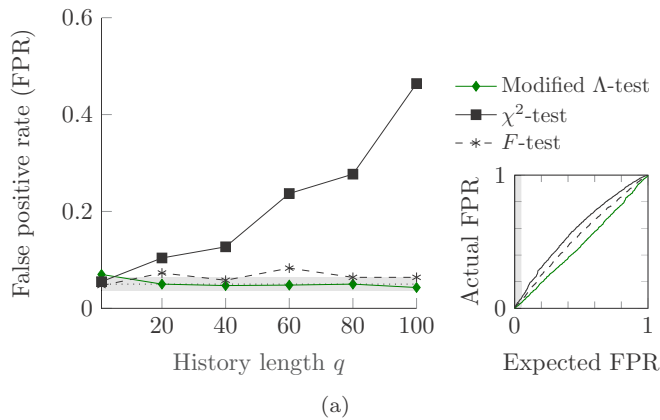 False positive rate (FPR)
0.6
0.4
0.2
0
20 40 60 80 100
History length q
Modified Λ-test
χ²-test
F-test
Actual FPR
1
0
0 1
Expected FPR
(a)